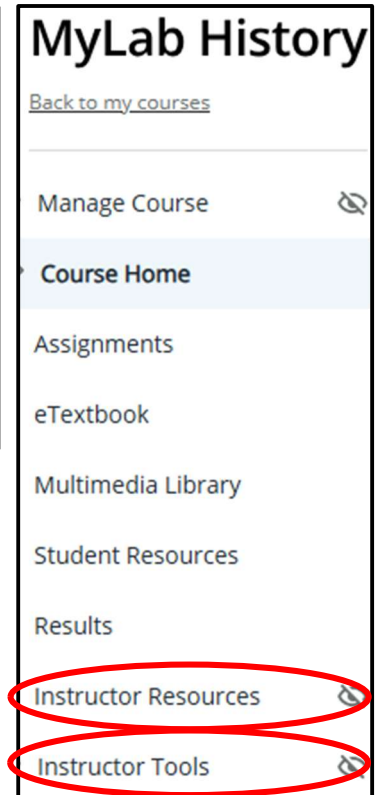 MyLab History
Back to my courses
Manage Course
Course Home
Assignments
eTextbook
Multimedia Library
Student Resources
Results
Instructor Resources
Instructor Tools